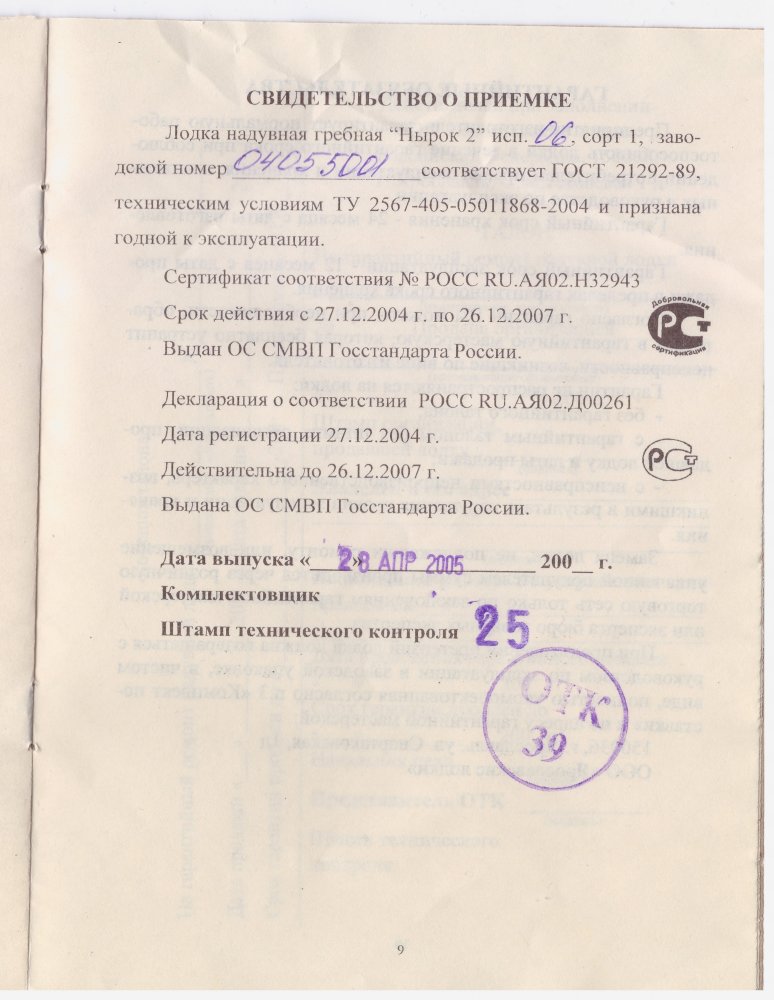 СВИДЕТЕЛЬСТВО О ПРИЕМКЕ
Лодка надувная гребная “Нырок 2” исп. 06, сорт 1, заво-
дской номер 04055001 соответствует ГОСТ 21292-89,
техническим условиям ТУ 2567-405-05011868-2004 и признана
годной к эксплуатации.
Сертификат соответствия № РОСС RU.АЯ02.Н32943
Добровольная
Срок действия с 27.12.2004 г. по 26.12.2007 г.
РСТ
сертификация
Выдан ОС СМВП Госстандарта России.
Декларация о соответствии РОСС RU.АЯ02.Д00261
Дата регистрации 27.12.2004 г.
РСТ
Действительна до 26.12.2007 г.
Выдана ОС СМВП Госстандарта России.
Дата выпуска «___» 28 АПР 2005 200__ г.
Комплектовщик 25
Штамп технического контроля
ОТК
39
9